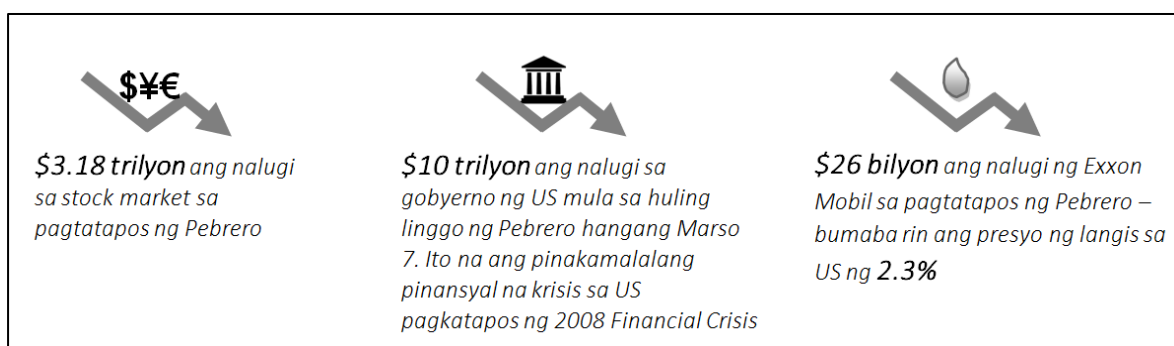 $¥€
$3.18 trilyon ang nalugi
sa stock market sa
pagtatapos ng Pebrero
$10 trilyon ang nalugi sa
gobyerno ng US mula sa huling
linggo ng Pebrero hangang Marso
7. Ito na ang pinakamalalang
pinansyal na krisis sa US
pagkatapos ng 2008 Financial Crisis
$26 bilyon ang nalugi ng Exxon
Mobil sa pagtatapos ng Pebrero –
bumaba rin ang presyo ng langis sa
US ng 2.3%